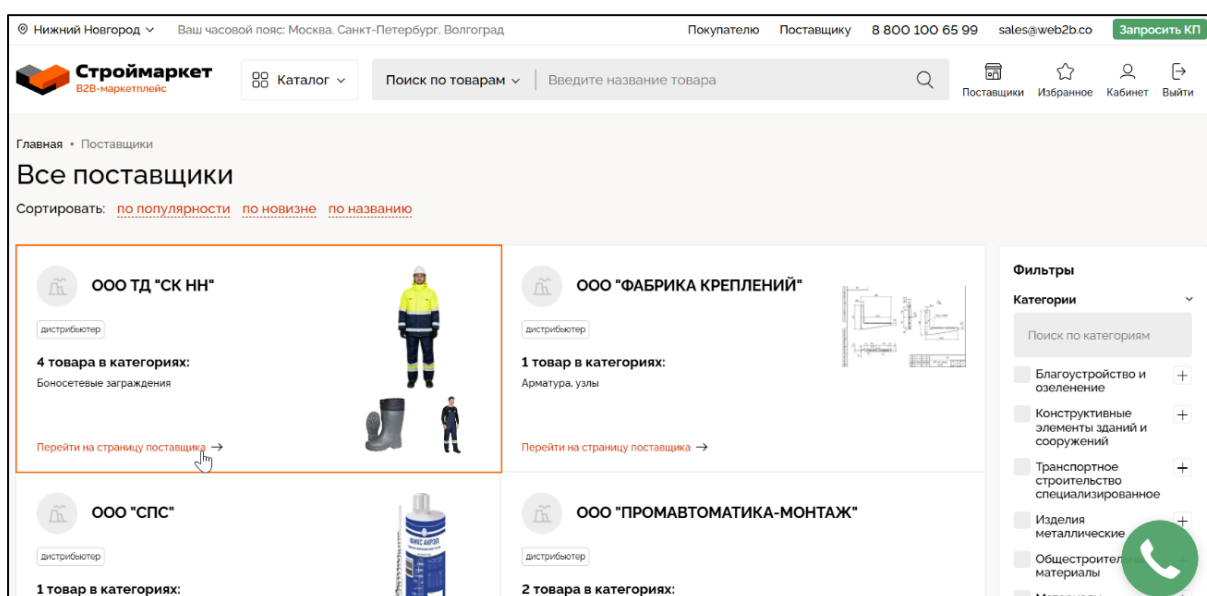 Нижний Новгород Ваш часовой пояс: Москва, Санкт-Петербург, Волгоград Покупателю Поставщику 8 800 100 65 99 sales@web2b.co Запросить КП
Строймаркет
B2B-маркетплейс
Каталог
Поиск по товарам
Введите название товара
Поставщики Избранное Кабинет Выйти
Главная • Поставщики
Все поставщики
Сортировать: по популярности по новизне по названию
ООО ТД "СК НН"
дистрибьютер
4 товара в категориях:
Боносетевые заграждения
Перейти на страницу поставщика →
ООО "ФАБРИКА КРЕПЛЕНИЙ"
дистрибьютер
1 товар в категориях:
Арматура, узлы
Перейти на страницу поставщика →
ООО "СПС"
дистрибьютер
1 товар в категориях:
ООО "ПРОМАВТОМАТИКА-МОНТАЖ"
дистрибьютер
2 товара в категориях:
Фильтры
Категории
Поиск по категориям
Благоустройство и
озеленение
Конструктивные
элементы зданий и
сооружений
Транспортное
строительство
специализированное
Изделия
металлические
Общестроител
материалы